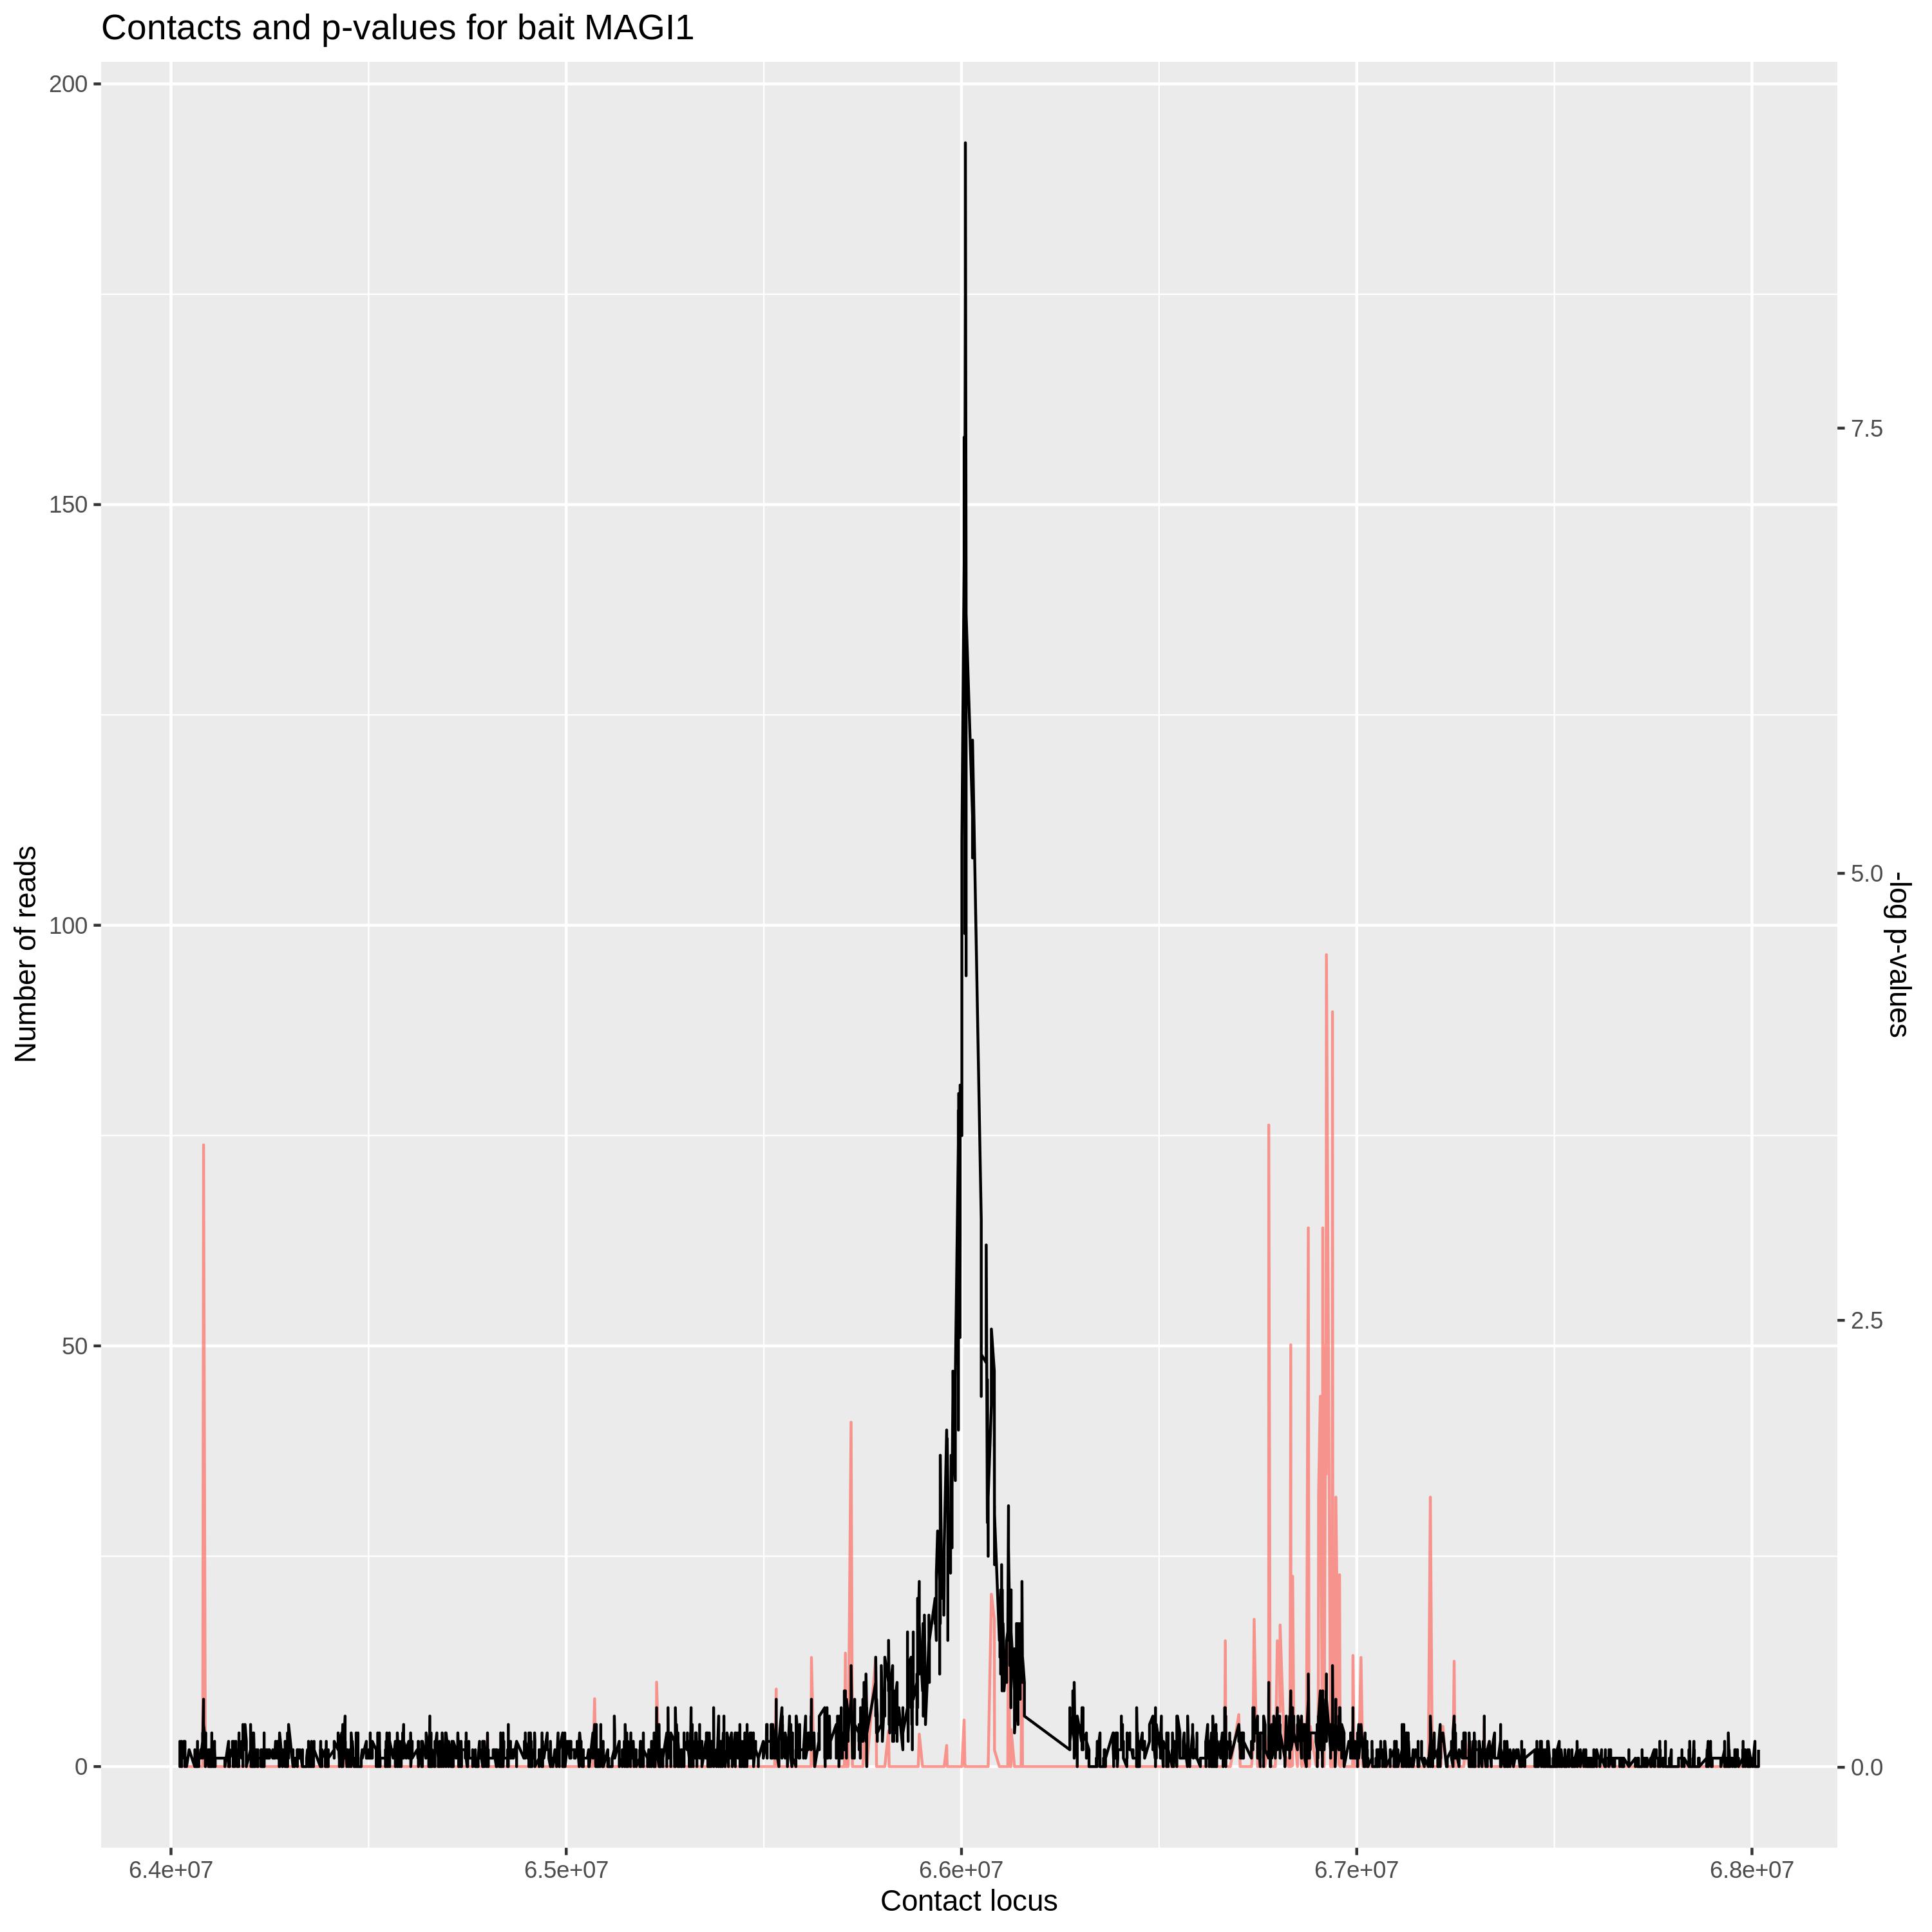 Contacts and p-values for bait MAGI1
200
150
100
50
0
Number of reads
7.5
5.0
2.5
0.0
-log p-values
6.4e+07
6.5e+07
6.6e+07
6.7e+07
6.8e+07
Contact locus